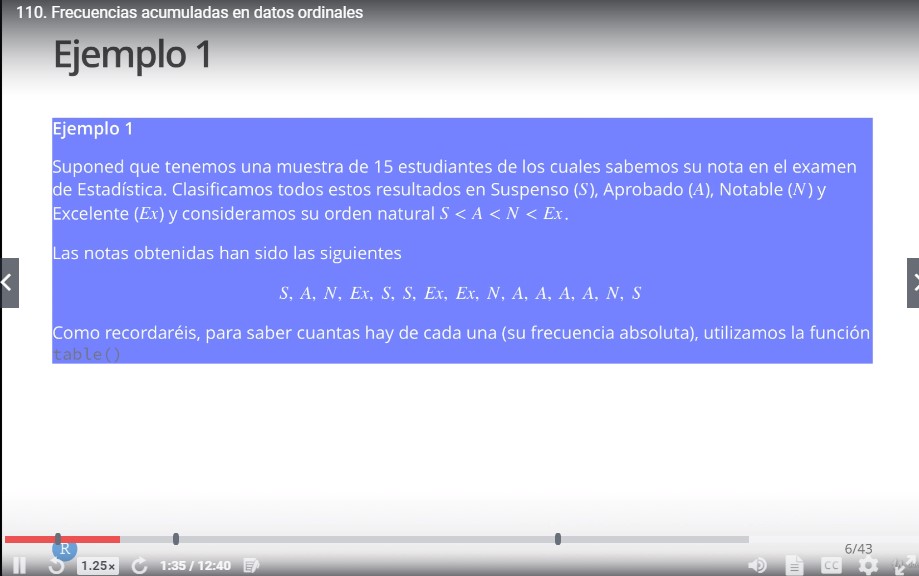 110. Frecuencias acumuladas en datos ordinales
Ejemplo 1
Ejemplo 1
Suponed que tenemos una muestra de 15 estudiantes de los cuales sabemos su nota en el examen
de Estadística. Clasificamos todos estos resultados en Suspenso (S), Aprobado (A), Notable (N) y
Excelente (Ex) y consideramos su orden natural S < A < N < Ex.
Las notas obtenidas han sido las siguientes
S, A, N, Ex, S, S, Ex, Ex, N, A, A, A, A, N, S
Como recordaréis, para saber cuantas hay de cada una (su frecuencia absoluta), utilizamos la función
table()
R
6/43
1.25x
1:35 / 12:40
CC